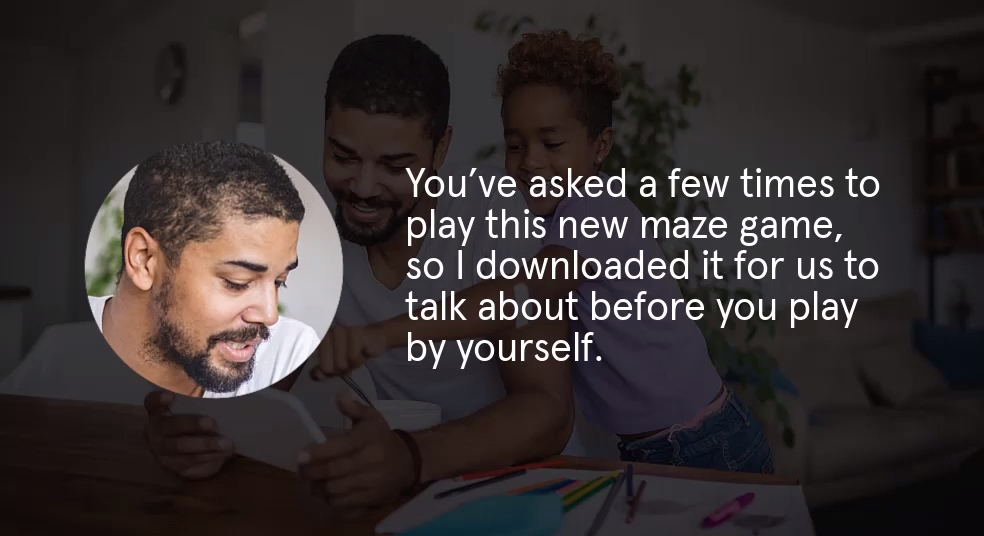 You’ve asked a few times to
play this new maze game,
so I downloaded it for us to
talk about before you play
by yourself.